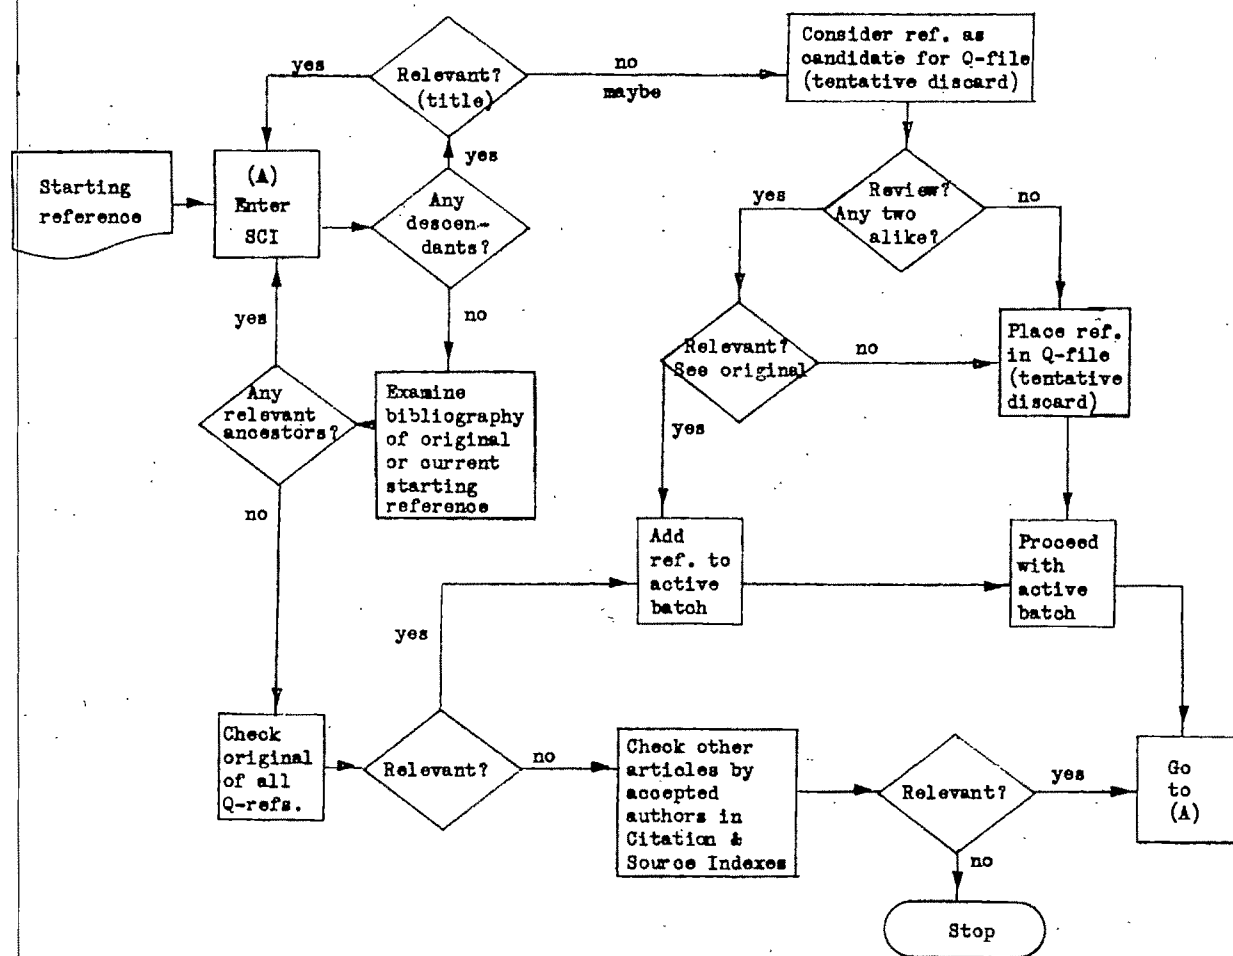 Consider ref. as
candidate for Q-file
(tentative discard)
yes
Relevant?
(title)
no
maybe
Starting
reference
(A)
Enter
SCI
yes
Any
descen-
dants?
Review?
Any two
alike?
yes
no
yes
no
Any
relevant
ancestors?
Examine
bibliography
of original
or current
starting
reference
Relevant?
See original
no
Place ref.
in Q-file
(tentative
discard)
yes
no
Add
ref. to
active
batch
Proceed
with
active
batch
yes
Check
original
of all
Q-refs.
Relevant?
no
Check other
articles by
accepted
authors in
Citation &
Source Indexes
Relevant?
yes
Go
to
(A)
no
Stop